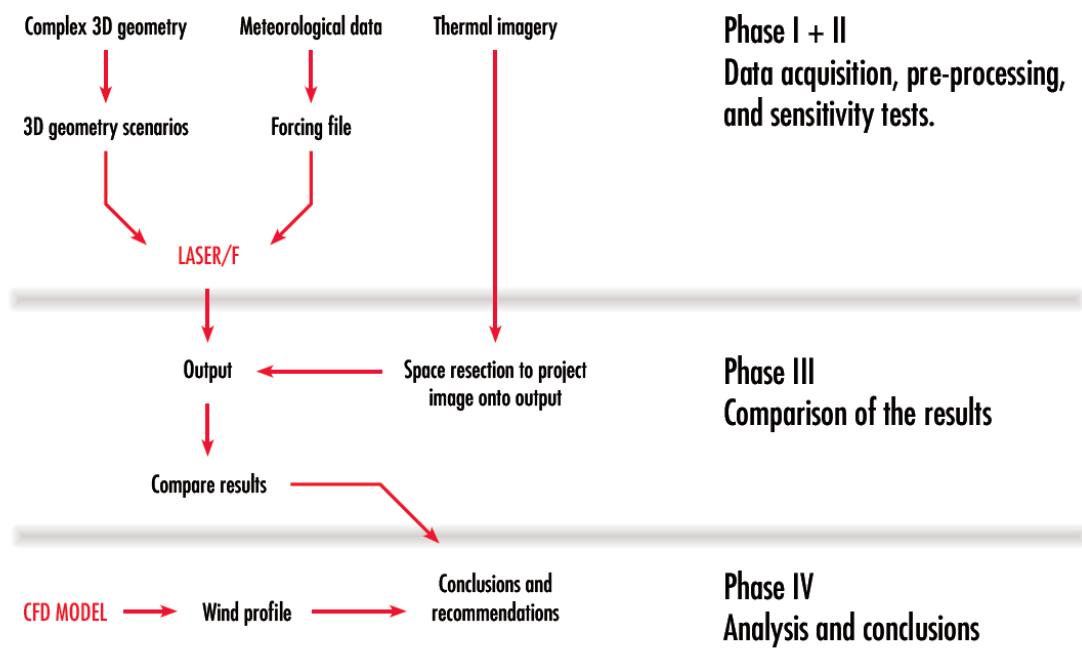 Complex 3D geometry
Meteorological data
Thermal imagery
Phase I + II
Data acquisition, pre-processing,
and sensitivity tests.
3D geometry scenarios
Forcing file
LASER/F
Output
Space resection to project
image onto output
Phase III
Comparison of the results
Compare results
CFD MODEL
Wind profile
Conclusions and
recommendations
Phase IV
Analysis and conclusions